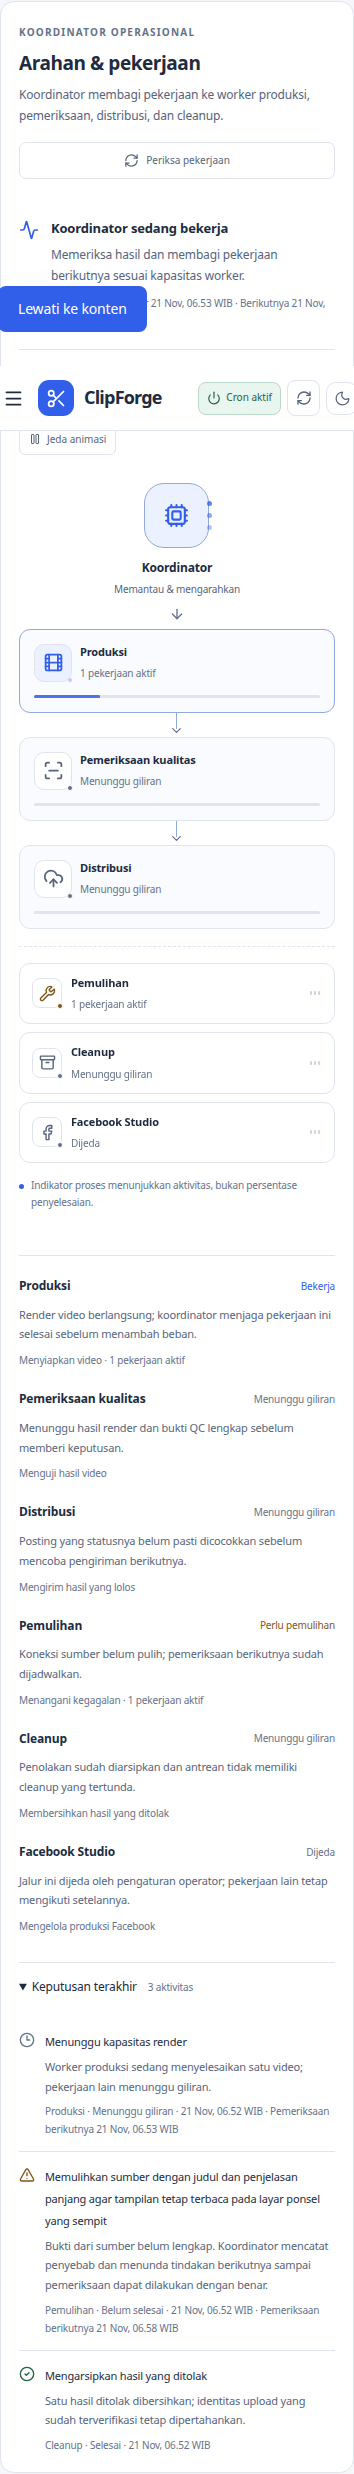 KOORDINATOR OPERASIONAL
Arahan & pekerjaan
Koordinator membagi pekerjaan ke worker produksi,
pemeriksaan, distribusi, dan cleanup.
Periksa pekerjaan
Koordinator sedang bekerja
Memeriksa hasil dan membagi pekerjaan
berikutnya sesuai kapasitas worker.
21 Nov, 06.53 WIB · Berikutnya 21 Nov,
Lewati ke konten
ClipForge
Cron aktif
Jeda animasi
Koordinator
Memantau & mengarahkan
Produksi
1 pekerjaan aktif
Pemeriksaan kualitas
Menunggu giliran
Distribusi
Menunggu giliran
Pemulihan
1 pekerjaan aktif
Cleanup
Menunggu giliran
Facebook Studio
Dijeda
Indikator proses menunjukkan aktivitas, bukan persentase
penyelesaian.
Produksi Bekerja
Render video berlangsung; koordinator menjaga pekerjaan ini
selesai sebelum menambah beban.
Menyiapkan video · 1 pekerjaan aktif
Pemeriksaan kualitas Menunggu giliran
Menunggu hasil render dan bukti QC lengkap sebelum
memberi keputusan.
Menguji hasil video
Distribusi Menunggu giliran
Posting yang statusnya belum pasti dicocokkan sebelum
mencoba pengiriman berikutnya.
Mengirim hasil yang lolos
Pemulihan Perlu pemulihan
Koneksi sumber belum pulih; pemeriksaan berikutnya sudah
dijadwalkan.
Menangani kegagalan · 1 pekerjaan aktif
Cleanup Menunggu giliran
Penolakan sudah diarsipkan dan antrean tidak memiliki
cleanup yang tertunda.
Membersihkan hasil yang ditolak
Facebook Studio Dijeda
Jalur ini dijeda oleh pengaturan operator; pekerjaan lain tetap
mengikuti setelannya.
Mengelola produksi Facebook
Keputusan terakhir 3 aktivitas
Menunggu kapasitas render
Worker produksi sedang menyelesaikan satu video;
pekerjaan lain menunggu giliran.
Produksi · Menunggu giliran · 21 Nov, 06.52 WIB · Pemeriksaan
berikutnya 21 Nov, 06.53 WIB
Memulihkan sumber dengan judul dan penjelasan
panjang agar tampilan tetap terbaca pada layar ponsel
yang sempit
Bukti dari sumber belum lengkap. Koordinator mencatat
penyebab dan menunda tindakan berikutnya sampai
pemeriksaan dapat dilakukan dengan benar.
Pemulihan · Belum selesai · 21 Nov, 06.52 WIB · Pemeriksaan
berikutnya 21 Nov, 06.58 WIB
Mengarsipkan hasil yang ditolak
Satu hasil ditolak dibersihkan; identitas upload yang
sudah terverifikasi tetap dipertahankan.
Cleanup · Selesai · 21 Nov, 06.52 WIB